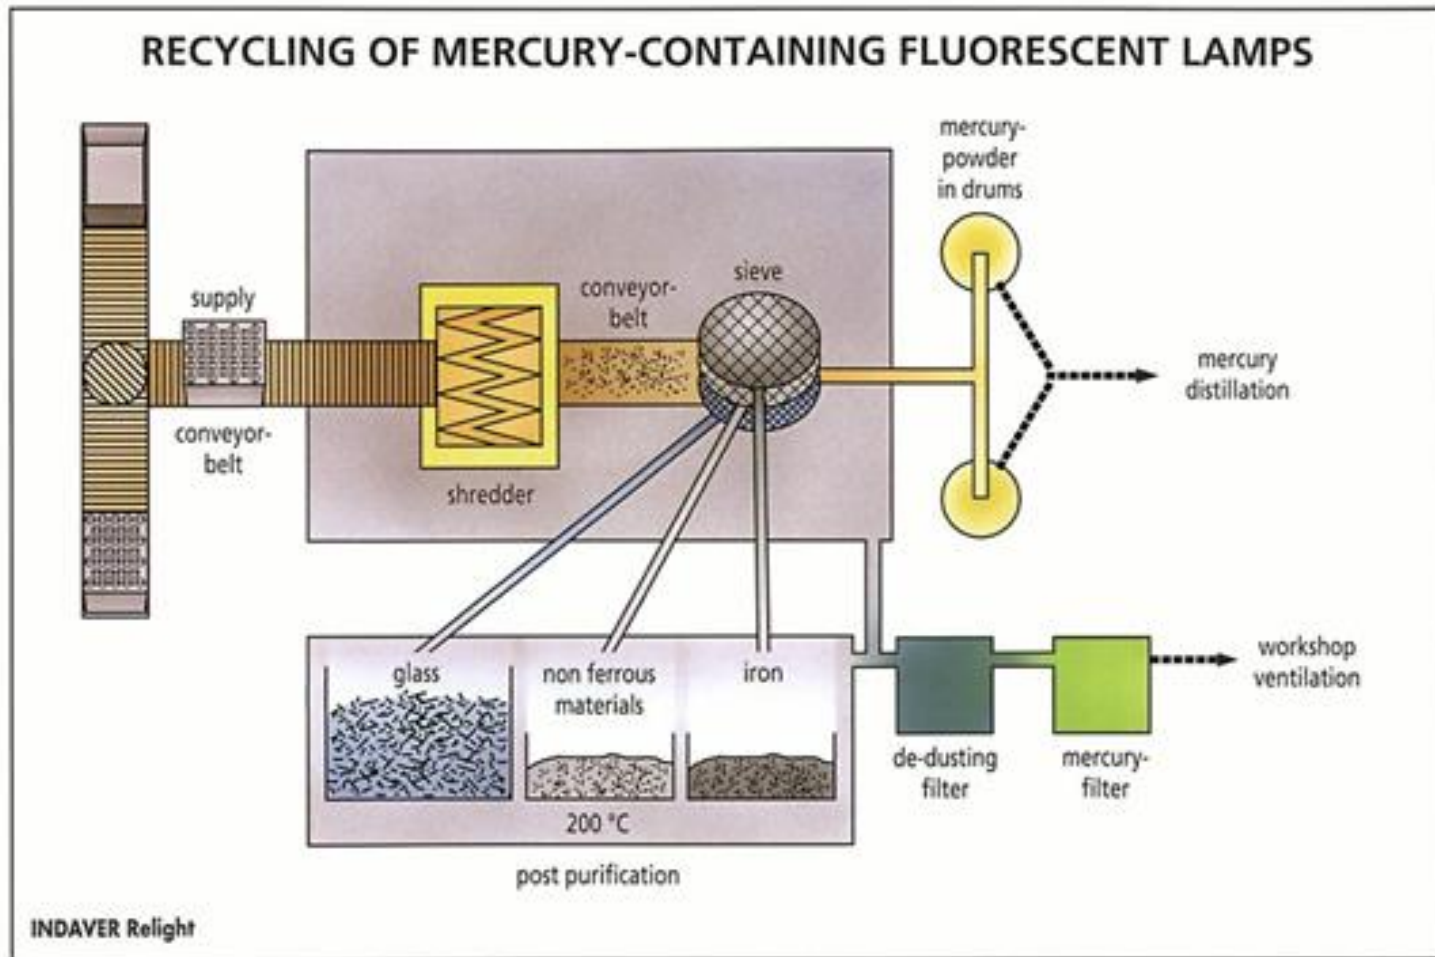 RECYCLING OF MERCURY-CONTAINING FLUORESCENT LAMPS
mercury-
powder
in drums
sieve
conveyor-
belt
supply
mercury
distillation
conveyor-
belt
shredder
glass
non ferrous
materials
iron
workshop
ventilation
de-dusting
filter
mercury-
filter
200 °C
post purification
INDAVER Relight